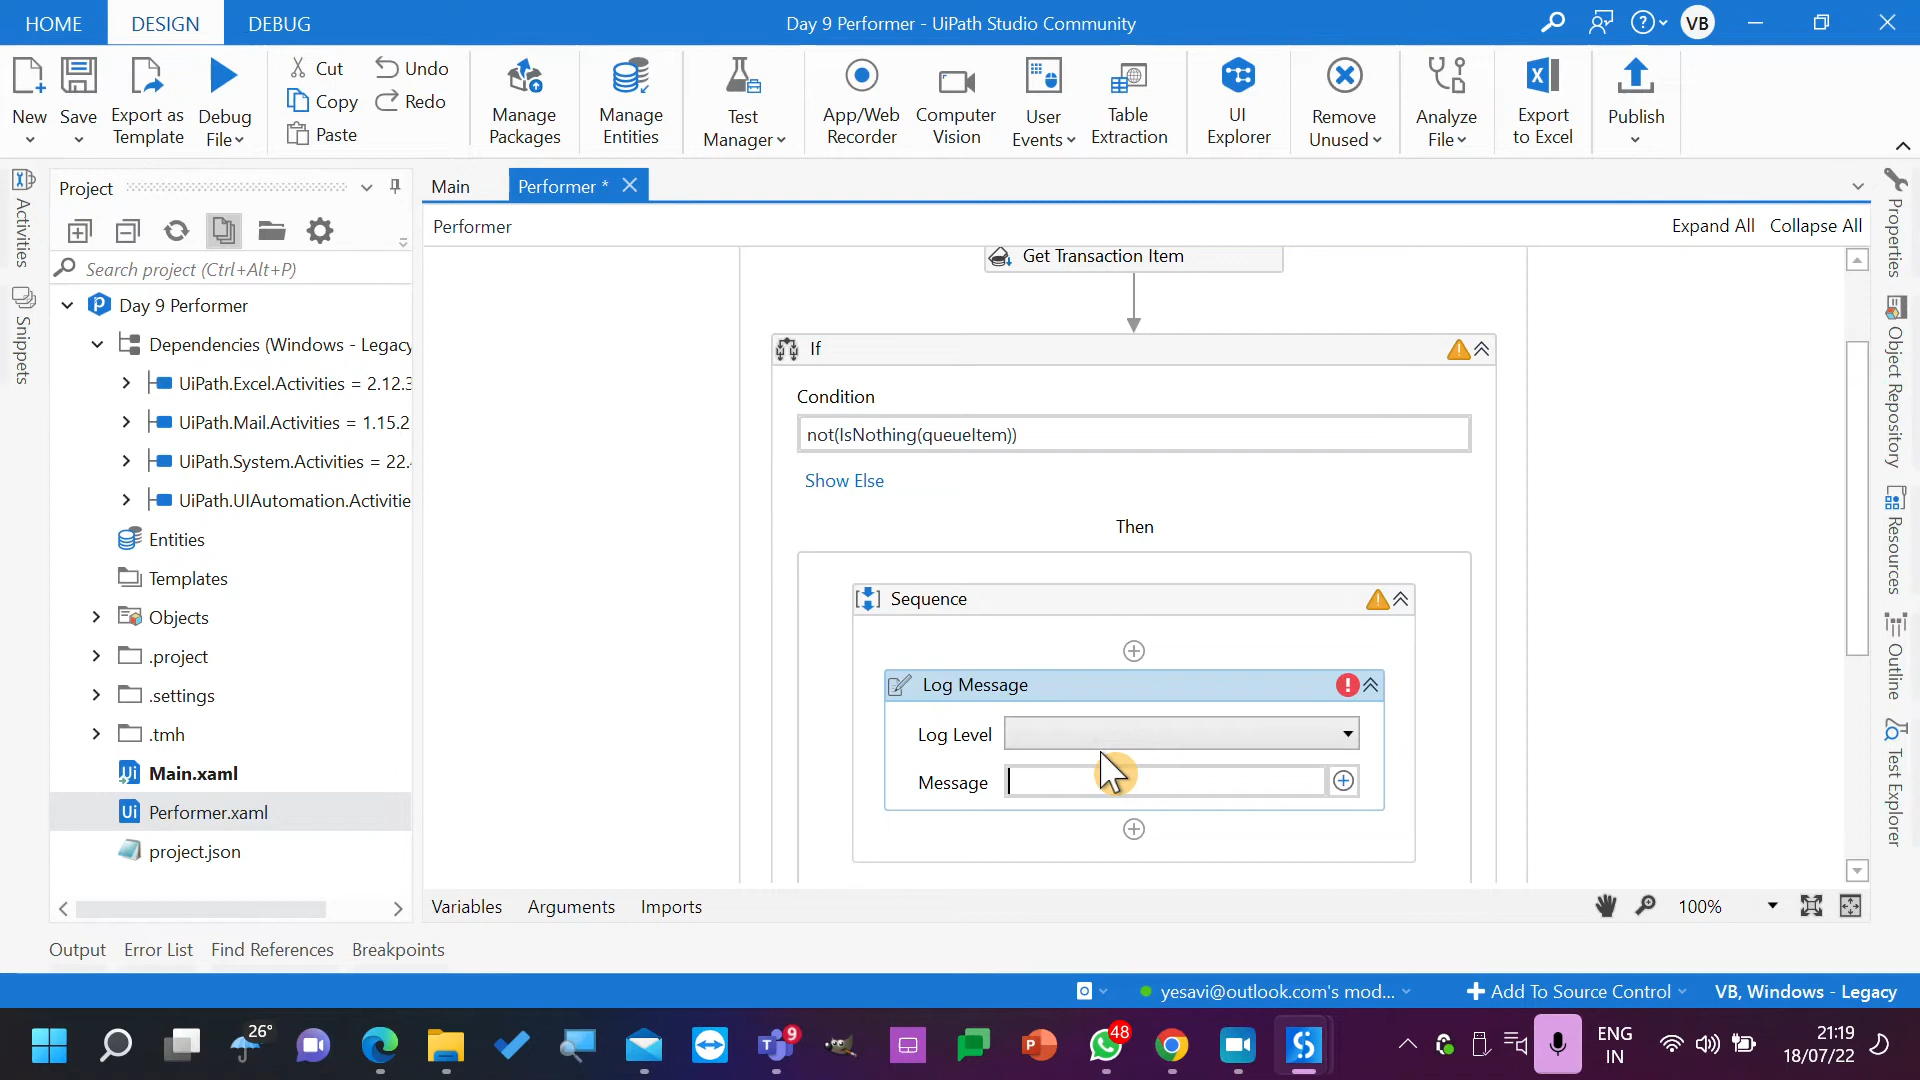 HOME DESIGN DEBUG
Day 9 Performer - UiPath Studio Community
VB
New
Save
Export as
Template
Debug
File
Cut
Copy
Paste
Undo
Redo
Manage
Packages
Manage
Entities
Test
Manager
App/Web
Recorder
Computer
Vision
User
Events
Table
Extraction
UI
Explorer
Remove
Unused
Analyze
File
Export
to Excel
Publish
Activities
Snippets
Project
Search project (Ctrl+Alt+P)
Day 9 Performer
Dependencies (Windows - Legacy
UiPath.Excel.Activities = 2.12.3
UiPath.Mail.Activities = 1.15.2
UiPath.System.Activities = 22.4
UiPath.UIAutomation.Activitie
Entities
Templates
Objects
.project
.settings
.tmh
Main.xaml
Performer.xaml
project.json
Main
Performer *
Performer
Expand All Collapse All
Get Transaction Item
If
Condition
not(IsNothing(queueItem))
Show Else
Then
Sequence
Log Message
Log Level
Message
Variables Arguments Imports
100%
Properties
Object Repository
Resources
Outline
Test Explorer
Output Error List Find References Breakpoints
yesavi@outlook.com's mod...
Add To Source Control
VB, Windows - Legacy
26°
9
48
ENG
IN
21:19
18/07/22